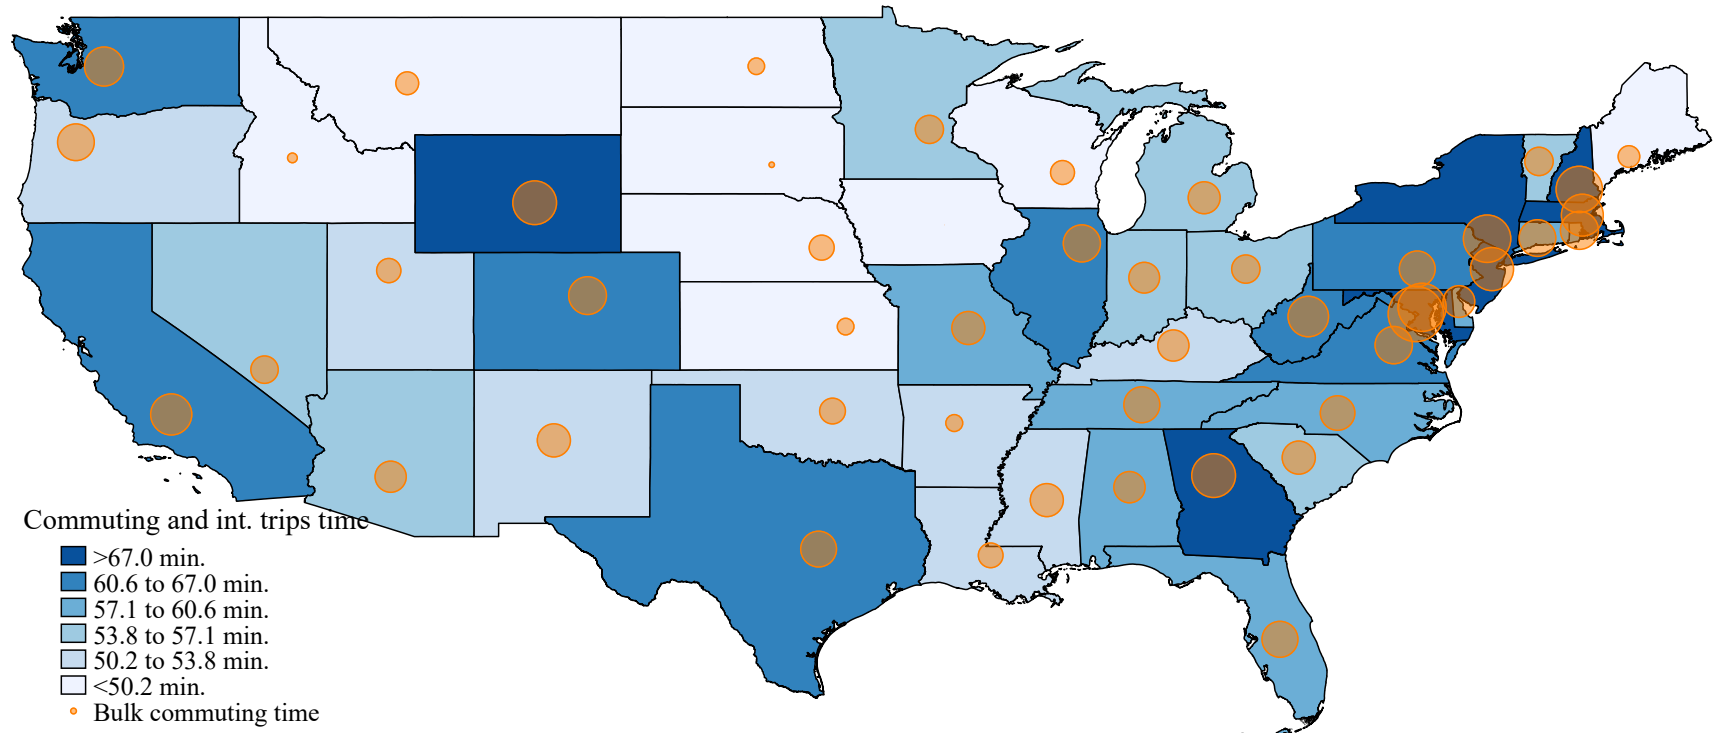 Commuting and int. trips time
>67.0 min.
60.6 to 67.0 min.
57.1 to 60.6 min.
53.8 to 57.1 min.
50.2 to 53.8 min.
<50.2 min.
Bulk commuting time